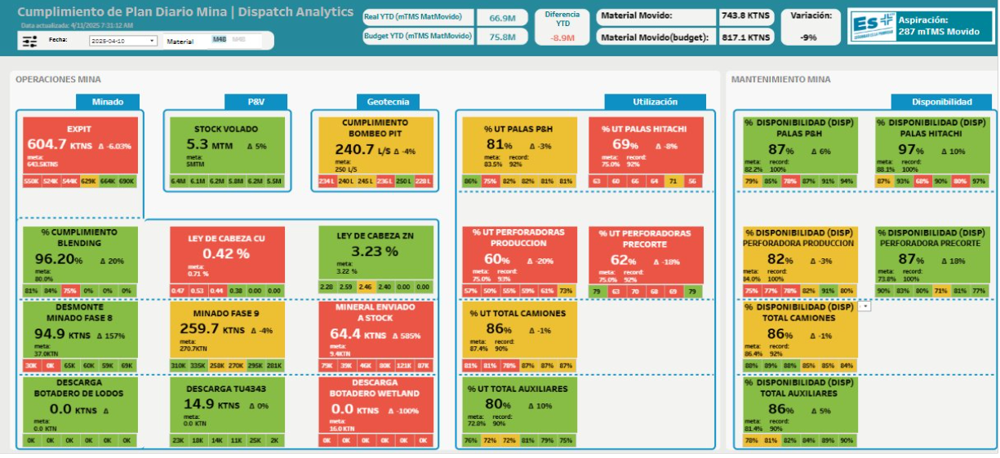 Cumplimiento de Plan Diario Mina | Dispatch Analytics
Data actualizada: 4/11/2025 7:31:12 AM
Fecha:
2025-04-10
Material
M4B
M4B
Real YTD (mTMS MatMovido)
66.9M
Budget YTD (mTMS MatMovido)
75.8M
Diferencia
YTD
-8.9M
Material Movido:
743.8 KTNS
Material Movido(budget):
817.1 KTNS
Variación:
-9%
Es
Aspiración:
287 mTMS Movido
OPERACIONES MINA
Minado
EXPIT
604.7 KTNS Δ -6.03%
meta:
643.5KTNS
550K 524K 544K 629K 664K 690K
P&V
STOCK VOLADO
5.3 MTM Δ 5%
meta:
5MTM
6.4M 6.1M 6.2M 5.8M 6.2M 5.5M
Geotecnia
CUMPLIMIENTO
BOMBEO PIT
240.7 L/S Δ -4%
meta:
250 L/S
234 L 240 L 245 L 236 L 250 L 228 L
% CUMPLIMIENTO
BLENDING
96.20% Δ 20%
meta:
80.0%
81% 84% 75% 0% 0% 0%
LEY DE CABEZA CU
0.42 %
meta:
0.71 %
0.47 0.53 0.44 0.38 0.00 0.00
LEY DE CABEZA ZN
3.23 %
meta:
3.22 %
2.28 2.59 2.46 2.40 0.00 0.00
DESMONTE
MINADO FASE 8
94.9 KTNS Δ 157%
meta:
37.0KTN
30K 0K 65K 60K 59K 69K
MINADO FASE 9
259.7 KTNS Δ -4%
meta:
270.7KTN
310K 335K 258K 270K 295K 281K
MINERAL ENVIADO
A STOCK
64.4 KTNS Δ 585%
meta:
9.4KTN
79K 39K 46K 80K 121K 87K
DESCARGA
BOTADERO DE LODOS
0.0 KTNS Δ
meta:
0.0 KTN
0K 0K 0K 0K 0K 0K
DESCARGA TU4343
14.9 KTNS Δ 0%
meta:
0.0 KTN
23K 18K 14K 11K 25K 2K
DESCARGA
BOTADERO WETLAND
0.0 KTNS Δ -100%
meta:
16.0 KTN
0K 0K 0K 0K 0K 0K
Utilización
% UT PALAS P&H
81% Δ -3%
meta: record:
83.5% 92%
86% 75% 82% 82% 81% 81%
% UT PALAS HITACHI
69% Δ -8%
meta: record:
75.0% 92%
63 60 66 64 71 56
% UT PERFORADORAS
PRODUCCION
60% Δ -20%
meta: record:
75.0% 93%
57% 50% 55% 59% 61% 73%
% UT PERFORADORAS
PRECORTE
62% Δ -18%
meta: record:
75.0% 92%
79 63 70 68 69 79
% UT TOTAL CAMIONES
86% Δ -1%
meta: record:
87.4% 90%
81% 81% 78% 87% 87% 87%
% UT TOTAL AUXILIARES
80% Δ 10%
meta: record:
72.8% 90%
76% 72% 72% 81% 79% 75%
MANTENIMIENTO MINA
Disponibilidad
% DISPONIBILIDAD (DISP)
PALAS P&H
87% Δ 6%
meta: record:
82.2% 100%
79% 85% 78% 87% 91% 94%
% DISPONIBILIDAD (DISP)
PALAS HITACHI
97% Δ 10%
meta: record:
88.1% 100%
87% 93% 68% 90% 80% 97%
% DISPONIBILIDAD (DISP)
PERFORADORA PRODUCCION
82% Δ -3%
meta: record:
84.0% 100%
75% 77% 78% 82% 91% 80%
% DISPONIBILIDAD (DISP)
PERFORADORA PRECORTE
87% Δ 18%
meta: record:
73.8% 100%
90% 83% 80% 71% 81% 77%
% DISPONIBILIDAD (DISP)
TOTAL CAMIONES
86% Δ -1%
meta: record:
86.4% 92%
88% 89% 88% 85% 85% 84%
% DISPONIBILIDAD (DISP)
TOTAL AUXILIARES
86% Δ 5%
meta: record:
81.4% 90%
78% 81% 82% 84% 89% 90%